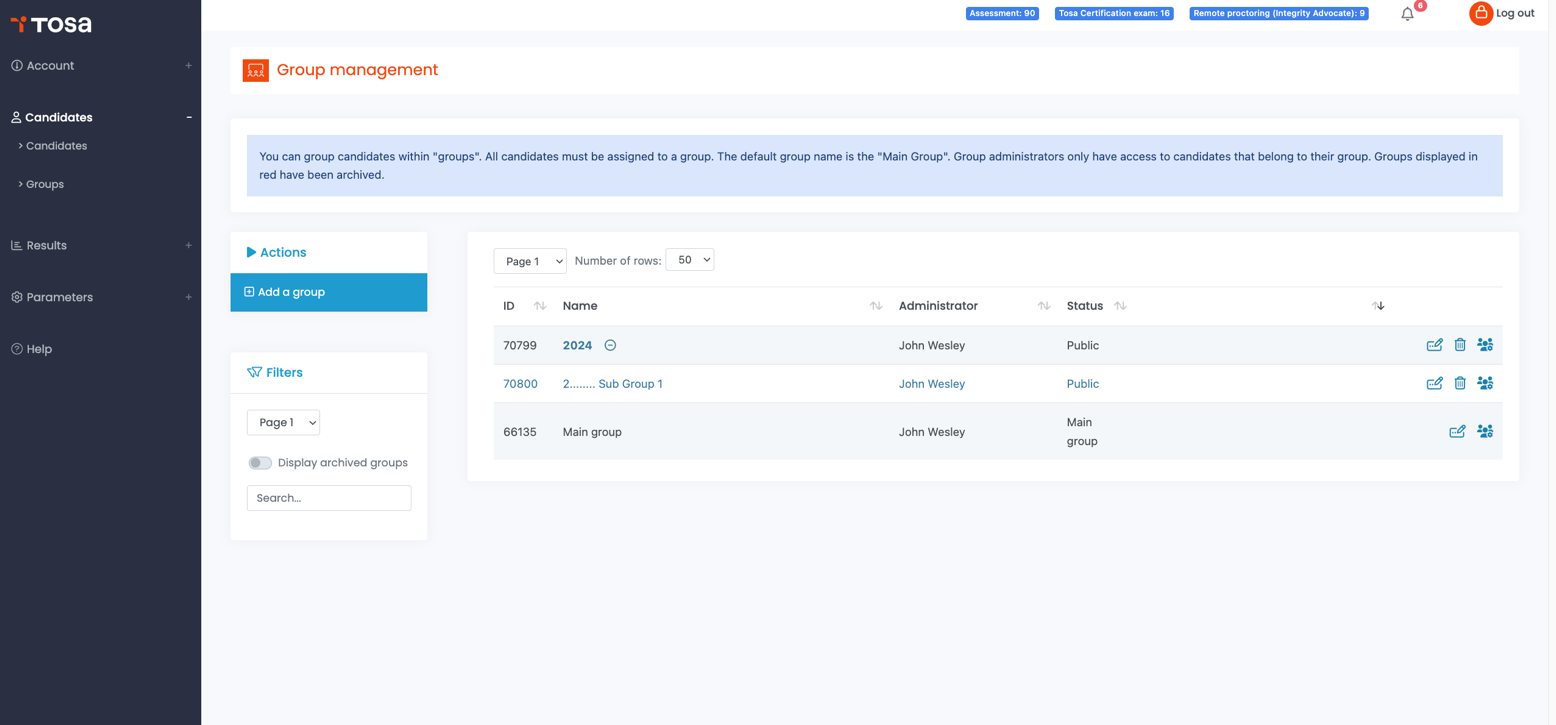 TOSA
Assessment: 90
Tosa Certification exam: 16
Remote proctoring (Integrity Advocate): 9
6
Log out
Account
Candidates
Candidates
Groups
Results
Parameters
Help
Group management
You can group candidates within "groups". All candidates must be assigned to a group. The default group name is the "Main Group". Group administrators only have access to candidates that belong to their group. Groups displayed in
red have been archived.
Actions
Add a group
Filters
Page 1
Display archived groups
Search...
Page 1 Number of rows: 50
ID Name Administrator Status
70799 2024 John Wesley Public
70800 2........ Sub Group 1 John Wesley Public
66135 Main group John Wesley Main
group